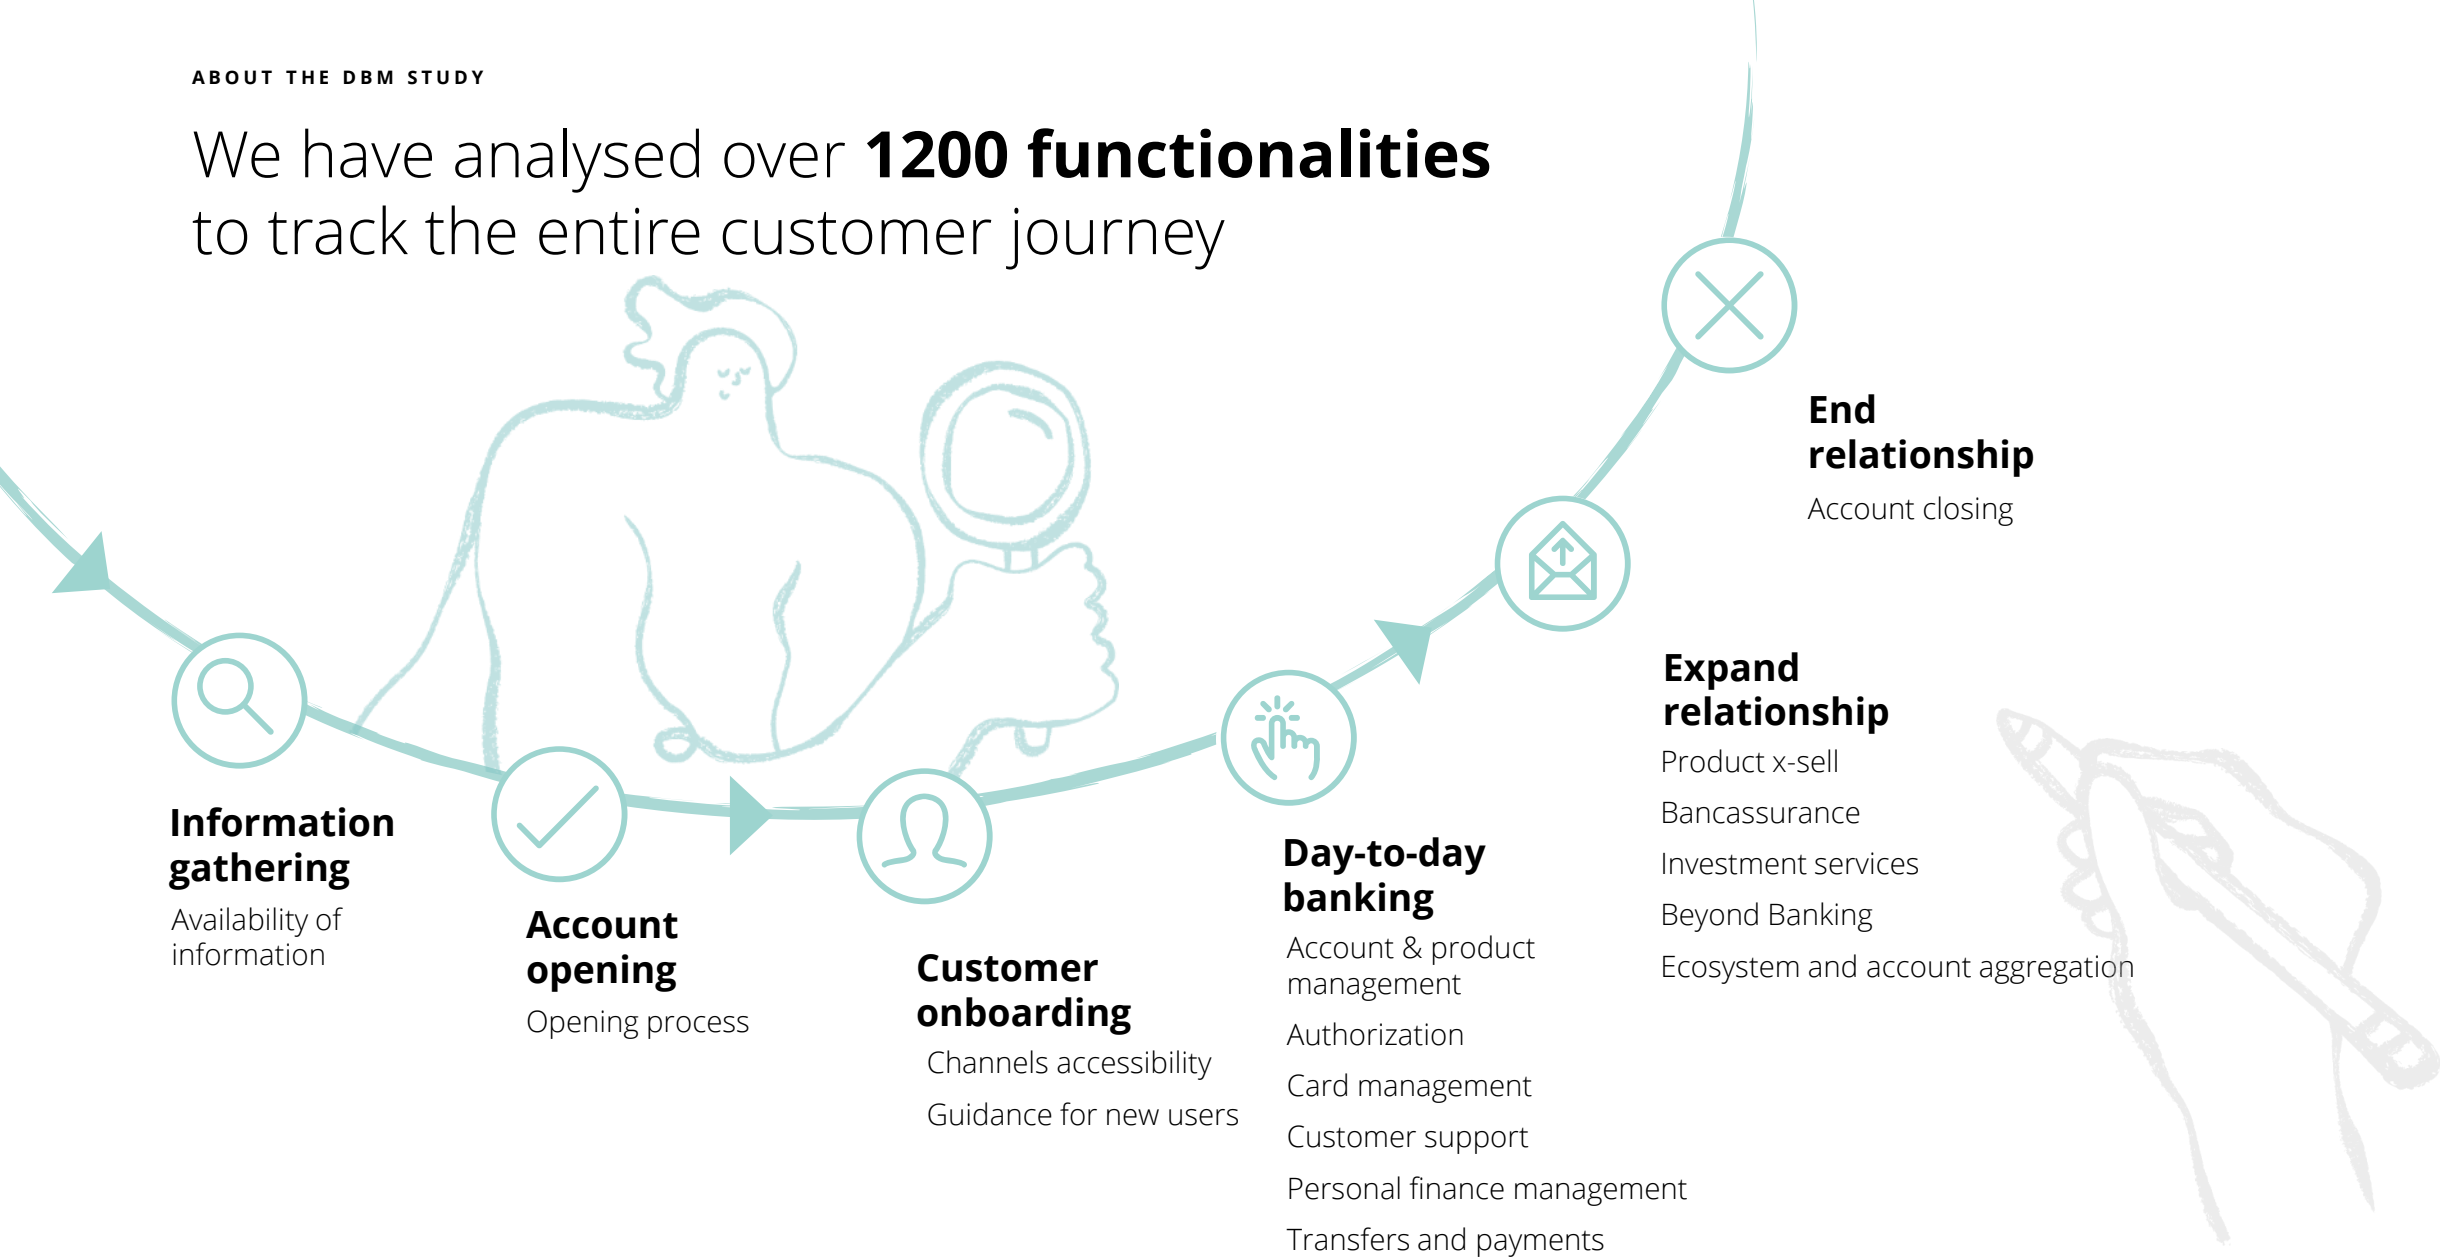 ABOUT THE DBM STUDY
We have analysed over 1200 functionalities
to track the entire customer journey
Information
gathering
Availability of
information
Account
opening
Opening process
Customer
onboarding
Channels accessibility
Guidance for new users
Day-to-day
banking
Account & product
management
Authorization
Card management
Customer support
Personal finance management
Transfers and payments
Expand
relationship
Product x-sell
Bancassurance
Investment services
Beyond Banking
Ecosystem and account aggregation
End
relationship
Account closing